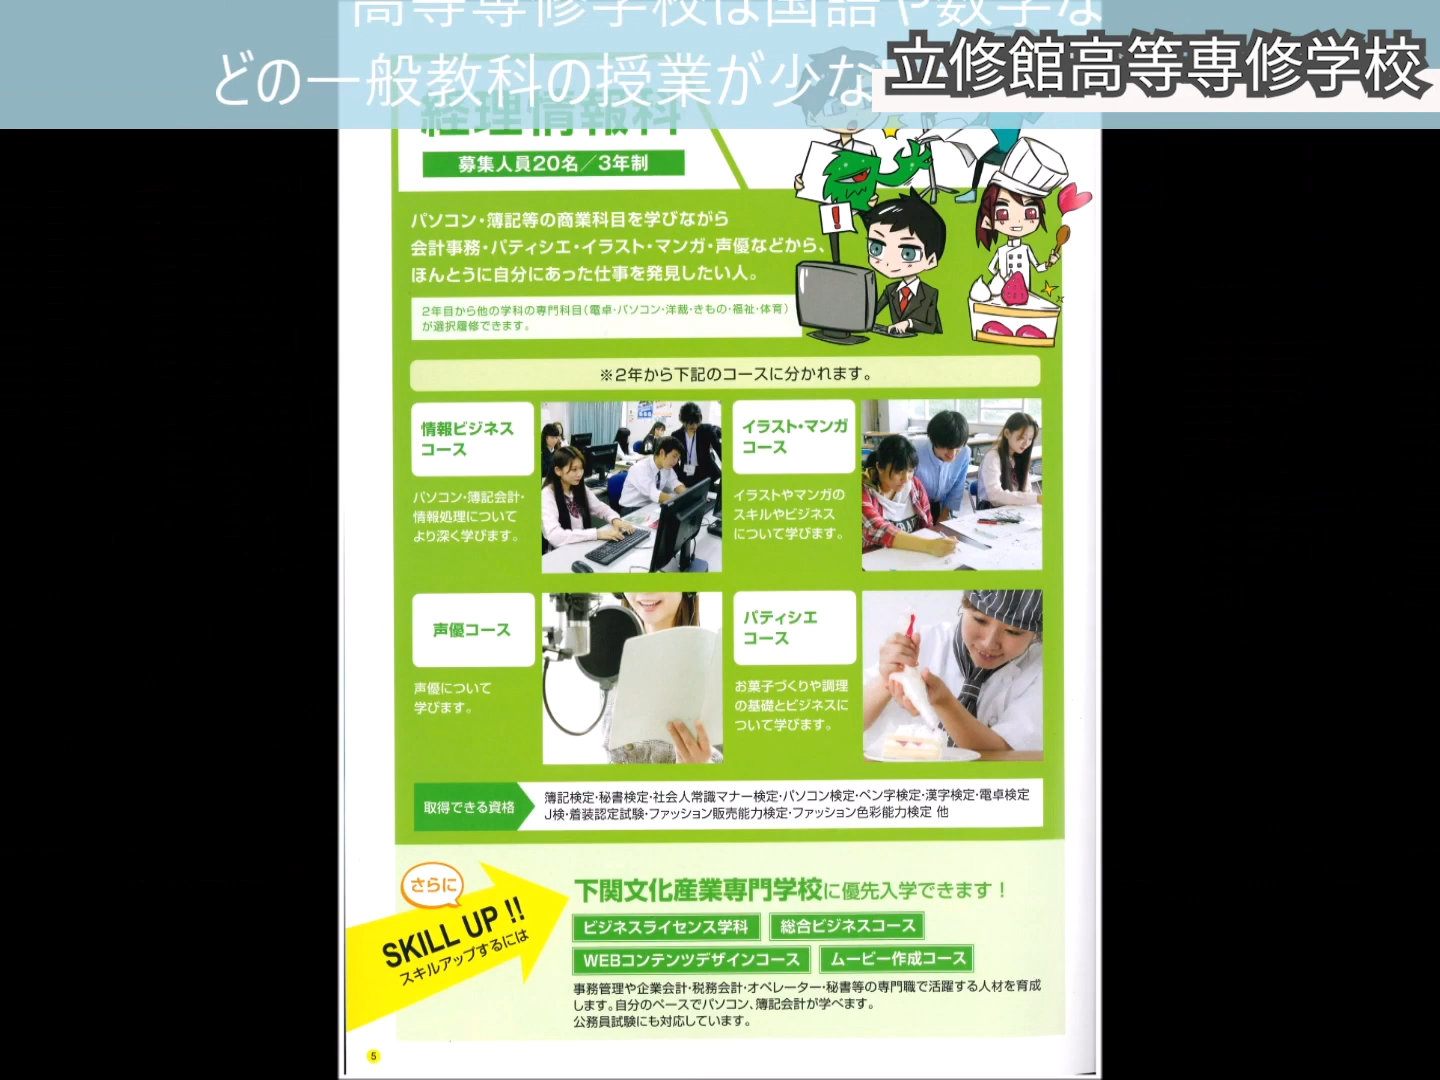 高等専修学校は国語や数学な
どの一般教科の授業が少な
立修館高等専修学校
経理情報科
募集人員20名／3年制
パソコン・簿記等の商業科目を学びながら
会計事務・パティシエ・イラスト・マンガ・声優などから、
ほんとうに自分にあった仕事を発見したい人。
2年目から他の学科の専門科目(電卓・パソコン・洋裁・きもの・福祉・体育)
が選択履修できます。
!
※2年から下記のコースに分かれます。
情報ビジネス
コース
パソコン・簿記会計・
情報処理について
より深く学びます。
イラスト・マンガ
コース
イラストやマンガの
スキルやビジネス
について学びます。
声優コース
声優について
学びます。
パティシエ
コース
お菓子づくりや調理
の基礎とビジネスに
ついて学びます。
取得できる資格
簿記検定・秘書検定・社会人常識マナー検定・パソコン検定・ペン字検定・漢字検定・電卓検定
J検・着装認定試験・ファッション販売能力検定・ファッション色彩能力検定 他
さらに
SKILL UP !!
スキルアップするには
下関文化産業専門学校に優先入学できます！
ビジネスライセンス学科
総合ビジネスコース
WEBコンテンツデザインコース
ムービー作成コース
事務管理や企業会計・税務会計・オペレーター・秘書等の専門職で活躍する人材を育成
します。自分のペースでパソコン、簿記会計が学べます。
公務員試験にも対応しています。
5